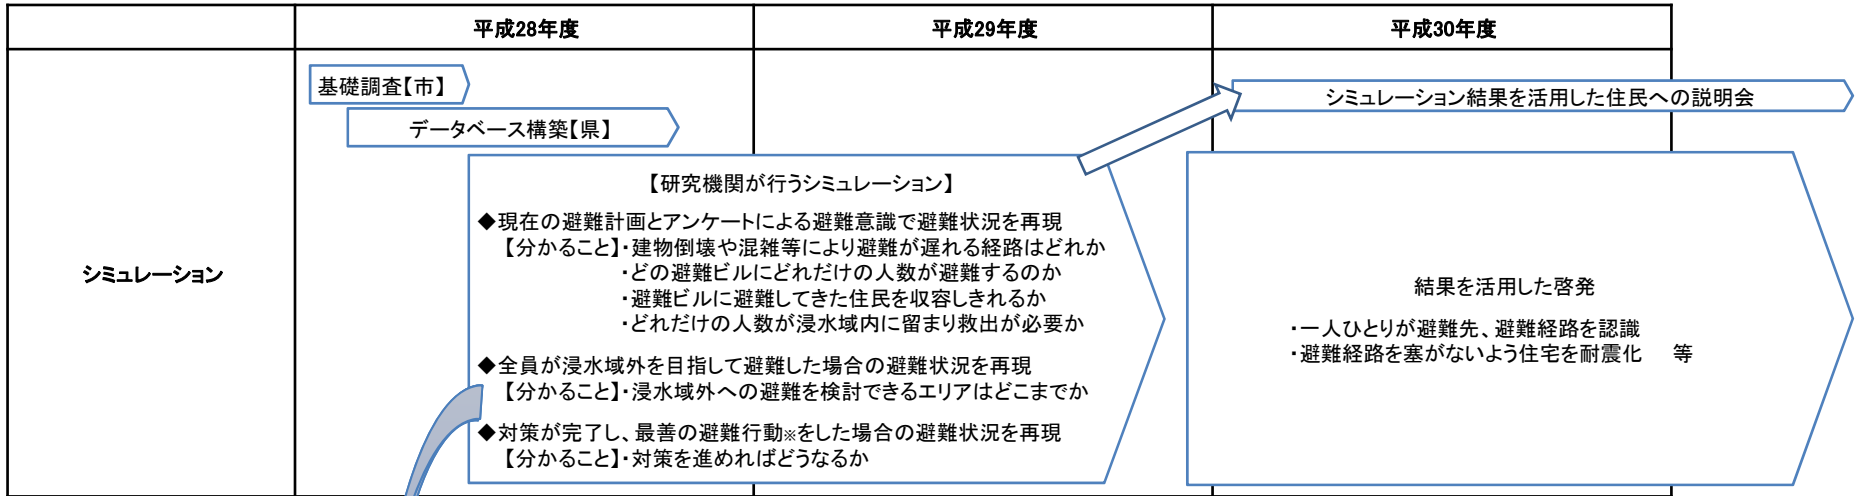 平成28年度
平成29年度
平成30年度
シミュレーション
基礎調査【市】
データベース構築【県】
シミュレーション結果を活用した住民への説明会
【研究機関が行うシミュレーション】
◆現在の避難計画とアンケートによる避難意識で避難状況を再現
【分かること】・建物倒壊や混雑等により避難が遅れる経路はどれか
・どの避難ビルにどれだけの人数が避難するのか
・避難ビルに避難してきた住民を収容しきれるか
・どれだけの人数が浸水域内に留まり救出が必要か
◆全員が浸水域外を目指して避難した場合の避難状況を再現
【分かること】・浸水域外への避難を検討できるエリアはどこまでか
◆対策が完了し、最善の避難行動※をした場合の避難状況を再現
【分かること】・対策を進めればどうなるか
結果を活用した啓発
・一人ひとりが避難先、避難経路を認識
・避難経路を塞がないよう住宅を耐震化　等